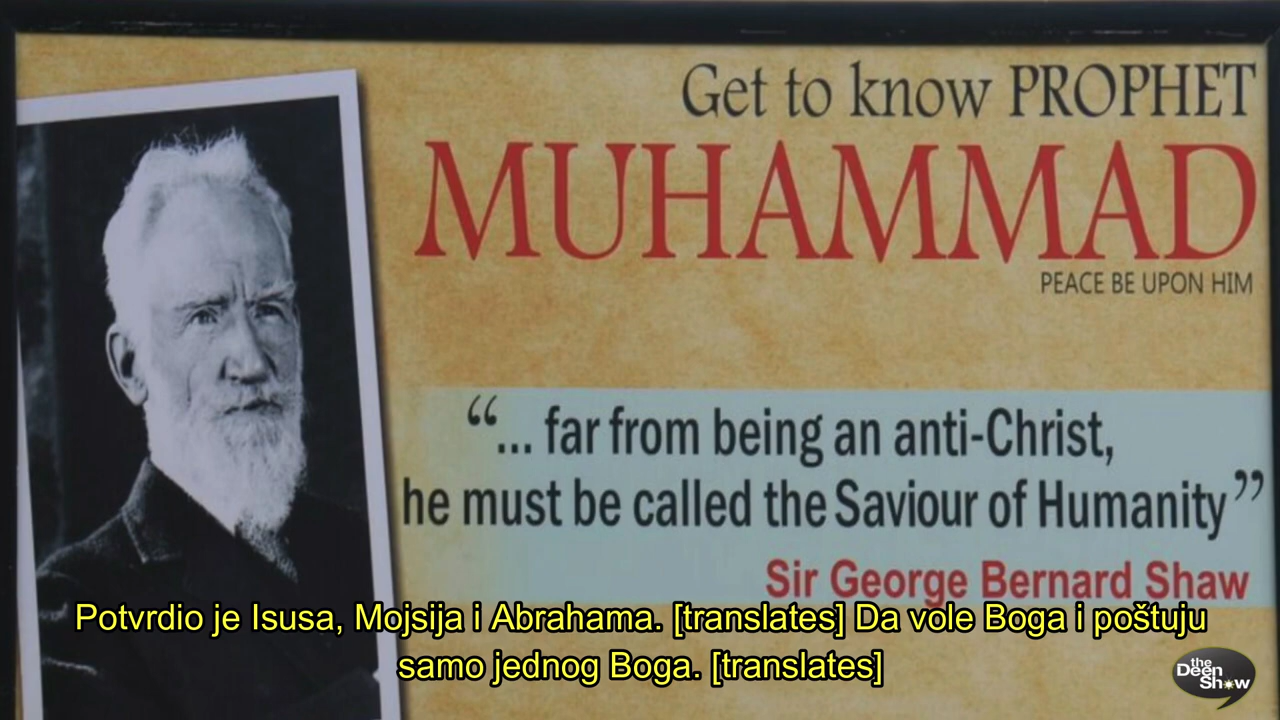 Get to know PROPHET
MUHAMMAD
PEACE BE UPON HIM
“... far from being an anti-Christ,
he must be called the Saviour of Humanity”
Sir George Bernard Shaw
Potvrdio je Isusa, Mojsija i Abrahama. [translates] Da vole Boga i poštuju
samo jednog Boga. [translates]
the
Deen
Show